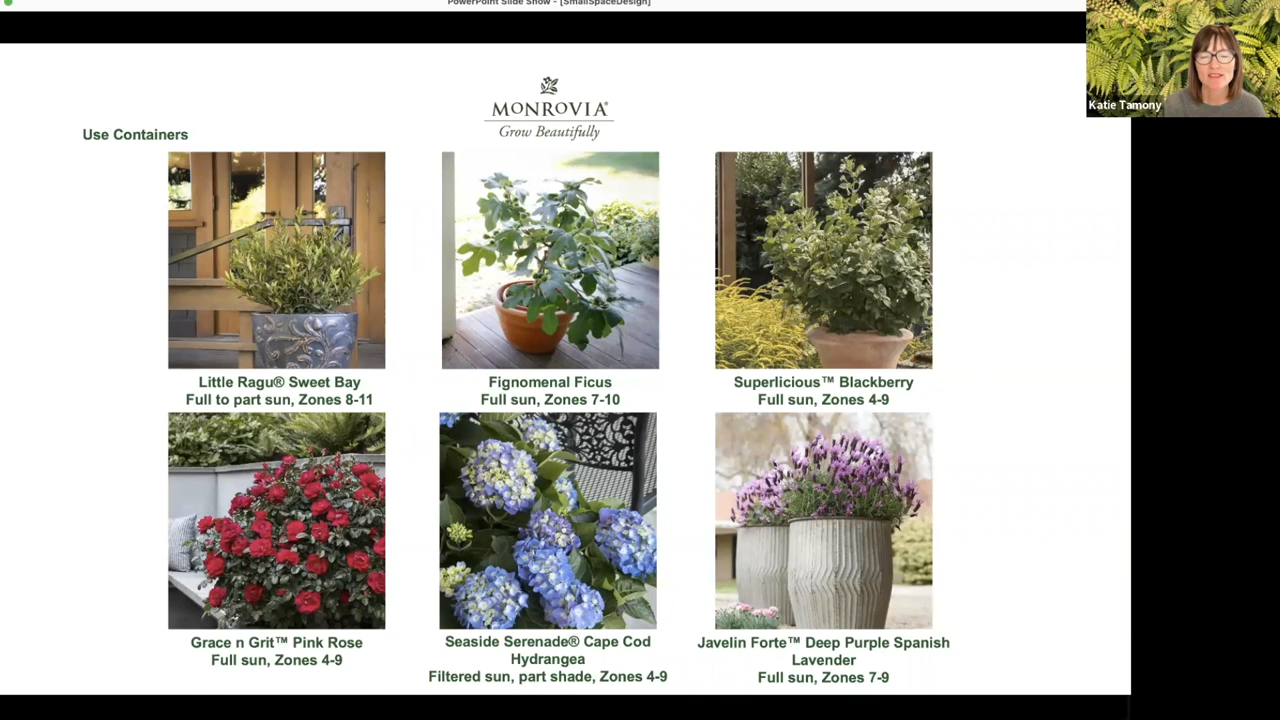 PowerPoint Slide Show - [SmallSpaceDesign]
Katie Tamony
MONROVIA®
Grow Beautifully
Use Containers
Little Ragu® Sweet Bay
Full to part sun, Zones 8-11
Fignomenal Ficus
Full sun, Zones 7-10
Superlicious™ Blackberry
Full sun, Zones 4-9
Grace n Grit™ Pink Rose
Full sun, Zones 4-9
Seaside Serenade® Cape Cod
Hydrangea
Filtered sun, part shade, Zones 4-9
Javelin Forte™ Deep Purple Spanish
Lavender
Full sun, Zones 7-9